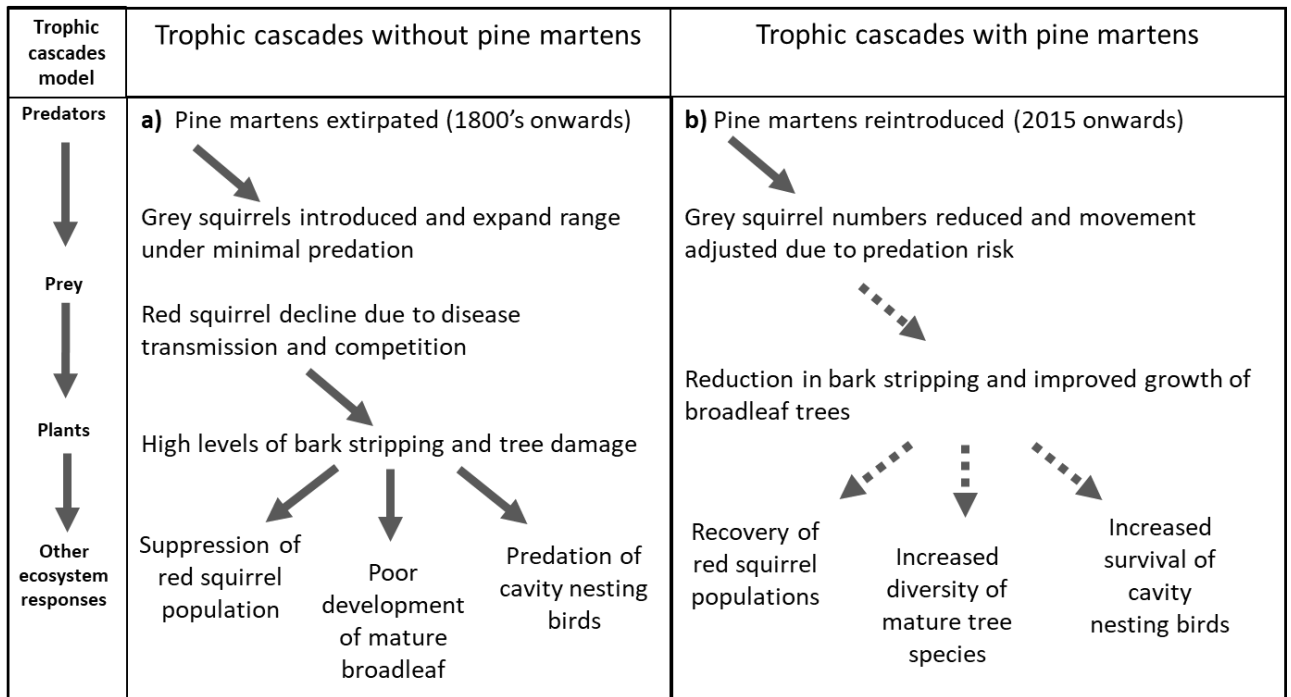 Trophic
cascades
model
Trophic cascades without pine martens
Trophic cascades with pine martens
Predators
Prey
Plants
Other
ecosystem
responses
a) Pine martens extirpated (1800's onwards)
Grey squirrels introduced and expand range
under minimal predation
Red squirrel decline due to disease
transmission and competition
High levels of bark stripping and tree damage
Suppression of
red squirrel
population
Poor
development
of mature
broadleaf
Predation of
cavity nesting
birds
b) Pine martens reintroduced (2015 onwards)
Grey squirrel numbers reduced and movement
adjusted due to predation risk
Reduction in bark stripping and improved growth of
broadleaf trees
Recovery of
red squirrel
populations
Increased
diversity of
mature tree
species
Increased
survival of
cavity
nesting birds